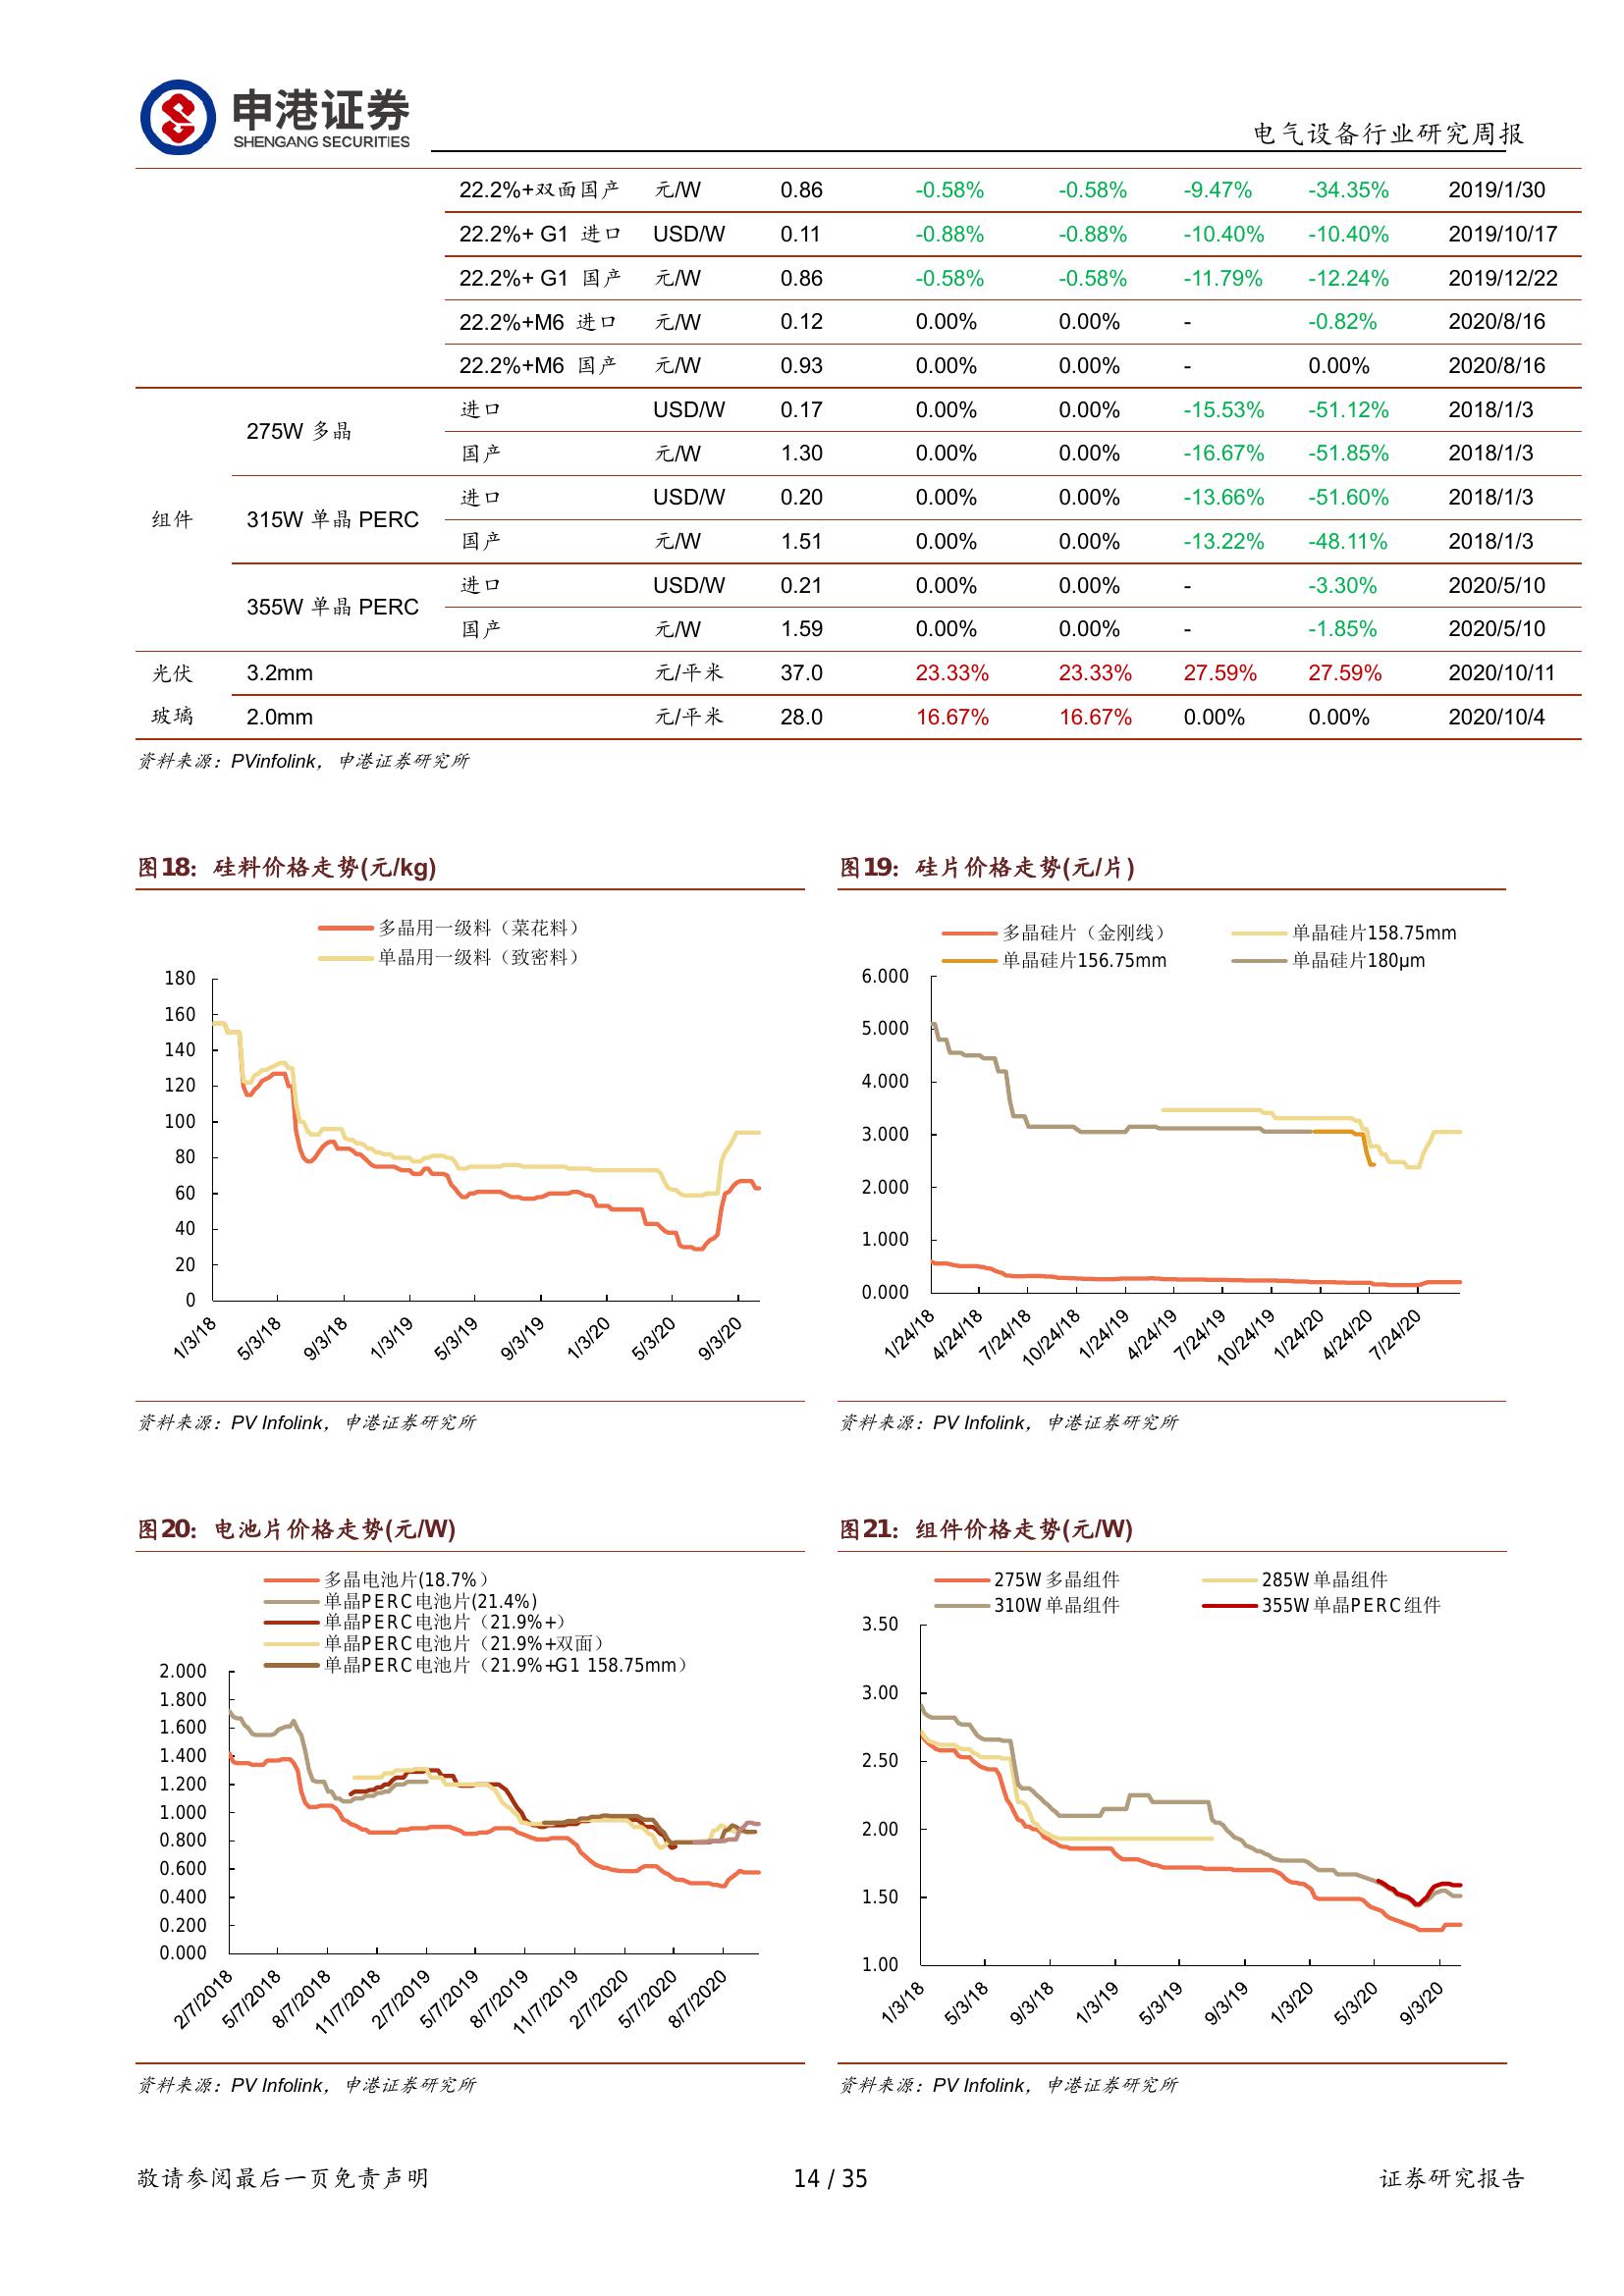 申港证券
SHENGANG SECURITIES
电气设备行业研究周报
22.2%+双面国产 元/W 0.86 -0.58% -0.58% -9.47% -34.35% 2019/1/30
22.2%+ G1 进口 USD/W 0.11 -0.88% -0.88% -10.40% -10.40% 2019/10/17
22.2%+ G1 国产 元/W 0.86 -0.58% -0.58% -11.79% -12.24% 2019/12/22
22.2%+M6 进口 元/W 0.12 0.00% 0.00% - -0.82% 2020/8/16
22.2%+M6 国产 元/W 0.93 0.00% 0.00% - 0.00% 2020/8/16
组件
275W 多晶
进口 USD/W 0.17 0.00% 0.00% -15.53% -51.12% 2018/1/3
国产 元/W 1.30 0.00% 0.00% -16.67% -51.85% 2018/1/3
315W 单晶 PERC
进口 USD/W 0.20 0.00% 0.00% -13.66% -51.60% 2018/1/3
国产 元/W 1.51 0.00% 0.00% -13.22% -48.11% 2018/1/3
355W 单晶 PERC
进口 USD/W 0.21 0.00% 0.00% - -3.30% 2020/5/10
国产 元/W 1.59 0.00% 0.00% - -1.85% 2020/5/10
光伏 3.2mm 元/平米 37.0 23.33% 23.33% 27.59% 27.59% 2020/10/11
玻璃 2.0mm 元/平米 28.0 16.67% 16.67% 0.00% 0.00% 2020/10/4
资料来源：PVinfolink，申港证券研究所
图18：硅料价格走势(元/kg)
多晶用一级料（菜花料）
单晶用一级料（致密料）
180
160
140
120
100
80
60
40
20
0
1/3/18 5/3/18 9/3/18 1/3/19 5/3/19 9/3/19 1/3/20 5/3/20 9/3/20
资料来源：PV Infolink，申港证券研究所
图19：硅片价格走势(元/片)
多晶硅片（金刚线） 单晶硅片158.75mm
单晶硅片156.75mm 单晶硅片180μm
6.000
5.000
4.000
3.000
2.000
1.000
0.000
1/24/18 4/24/18 7/24/18 10/24/18 1/24/19 4/24/19 7/24/19 10/24/19 1/24/20 4/24/20 7/24/20
资料来源：PV Infolink，申港证券研究所
图20：电池片价格走势(元/W)
多晶电池片(18.7%）
单晶PERC电池片(21.4%)
单晶PERC电池片（21.9%+）
单晶PERC电池片（21.9%+双面）
单晶PERC电池片（21.9%+G1 158.75mm）
2.000
1.800
1.600
1.400
1.200
1.000
0.800
0.600
0.400
0.200
0.000
2/7/2018 5/7/2018 8/7/2018 11/7/2018 2/7/2019 5/7/2019 8/7/2019 11/7/2019 2/7/2020 5/7/2020 8/7/2020
资料来源：PV Infolink，申港证券研究所
图21：组件价格走势(元/W)
275W多晶组件 285W单晶组件
310W单晶组件 355W单晶PERC组件
3.50
3.00
2.50
2.00
1.50
1.00
1/3/18 5/3/18 9/3/18 1/3/19 5/3/19 9/3/19 1/3/20 5/3/20 9/3/20
资料来源：PV Infolink，申港证券研究所
敬请参阅最后一页免责声明
14 / 35
证券研究报告